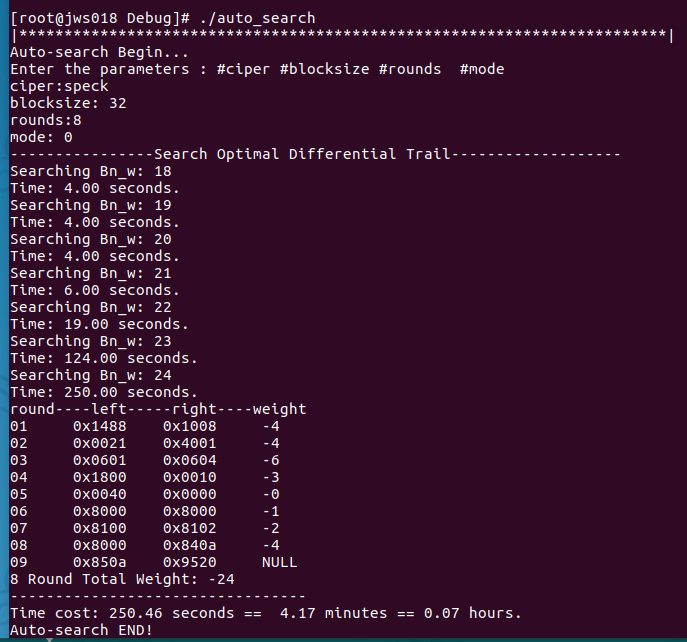 [root@jws018 Debug]# ./auto_search
|************************************************************************|
Auto-search Begin...
Enter the parameters : #ciper #blocksize #rounds  #mode
ciper:speck
blocksize: 32
rounds:8
mode: 0
----------------Search Optimal Differential Trail-------------------
Searching Bn_w: 18
Time: 4.00 seconds.
Searching Bn_w: 19
Time: 4.00 seconds.
Searching Bn_w: 20
Time: 4.00 seconds.
Searching Bn_w: 21
Time: 6.00 seconds.
Searching Bn_w: 22
Time: 19.00 seconds.
Searching Bn_w: 23
Time: 124.00 seconds.
Searching Bn_w: 24
Time: 250.00 seconds.
round----left-----right----weight
01     0x1488    0x1008     -4
02     0x0021    0x4001     -4
03     0x0601    0x0604     -6
04     0x1800    0x0010     -3
05     0x0040    0x0000     -0
06     0x8000    0x8000     -1
07     0x8100    0x8102     -2
08     0x8000    0x840a     -4
09     0x850a    0x9520     NULL
8 Round Total Weight: -24
---------------------------------
Time cost: 250.46 seconds ==  4.17 minutes == 0.07 hours.
Auto-search END!